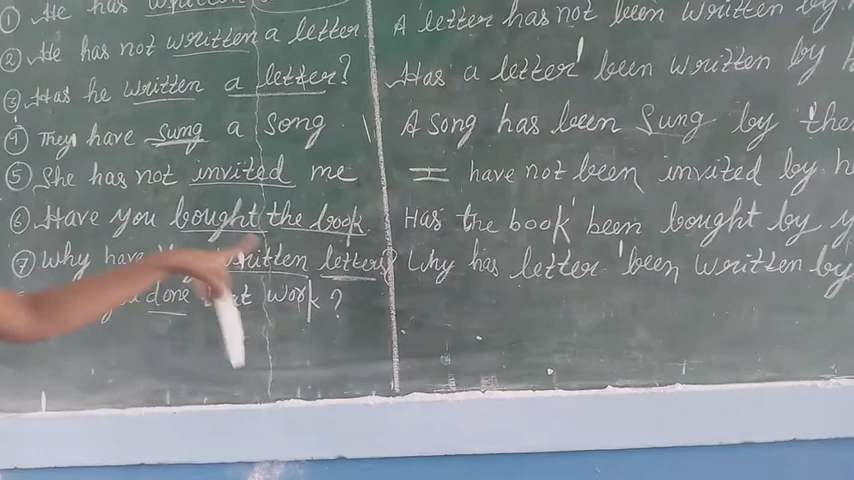 ① He has written
② He has not written a letter.
③ Has he written a letter?
④ They have sung a song.
⑤ She has not invited me
⑥ Have you bought the book
⑦ Why have you written letters?
done that work?
A letter has not been written by
Has a letter been written by
A song has been sung by
I have not been invited by
Has the book been bought by
Why has letter been written by